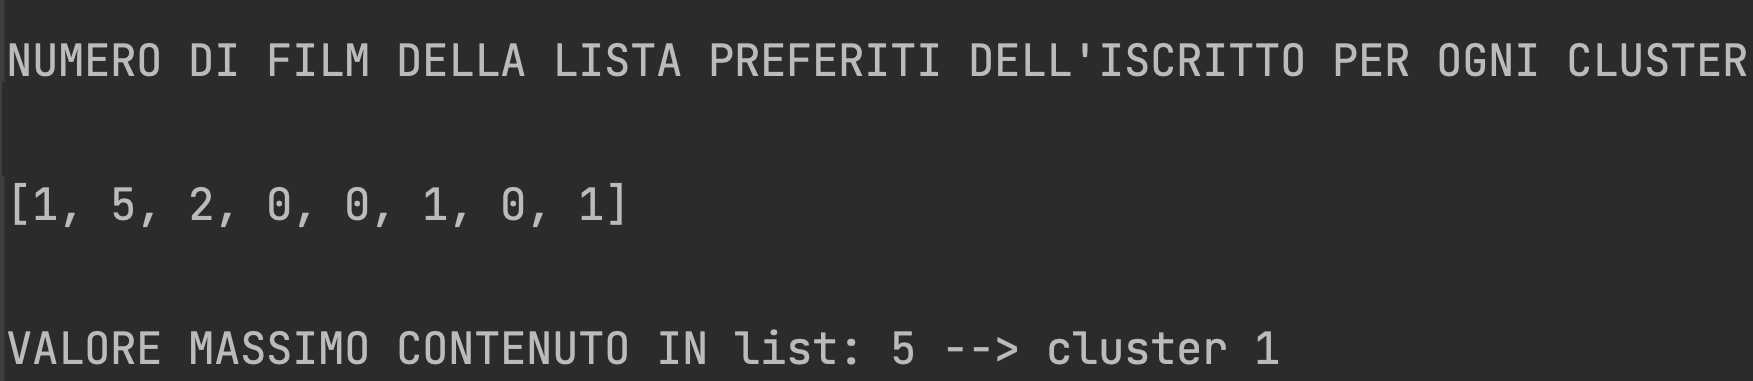 NUMERO DI FILM DELLA LISTA PREFERITI DELL'ISCRITTO PER OGNI CLUSTER
[1, 5, 2, 0, 0, 1, 0, 1]
VALORE MASSIMO CONTENUTO IN list: 5 --> cluster 1